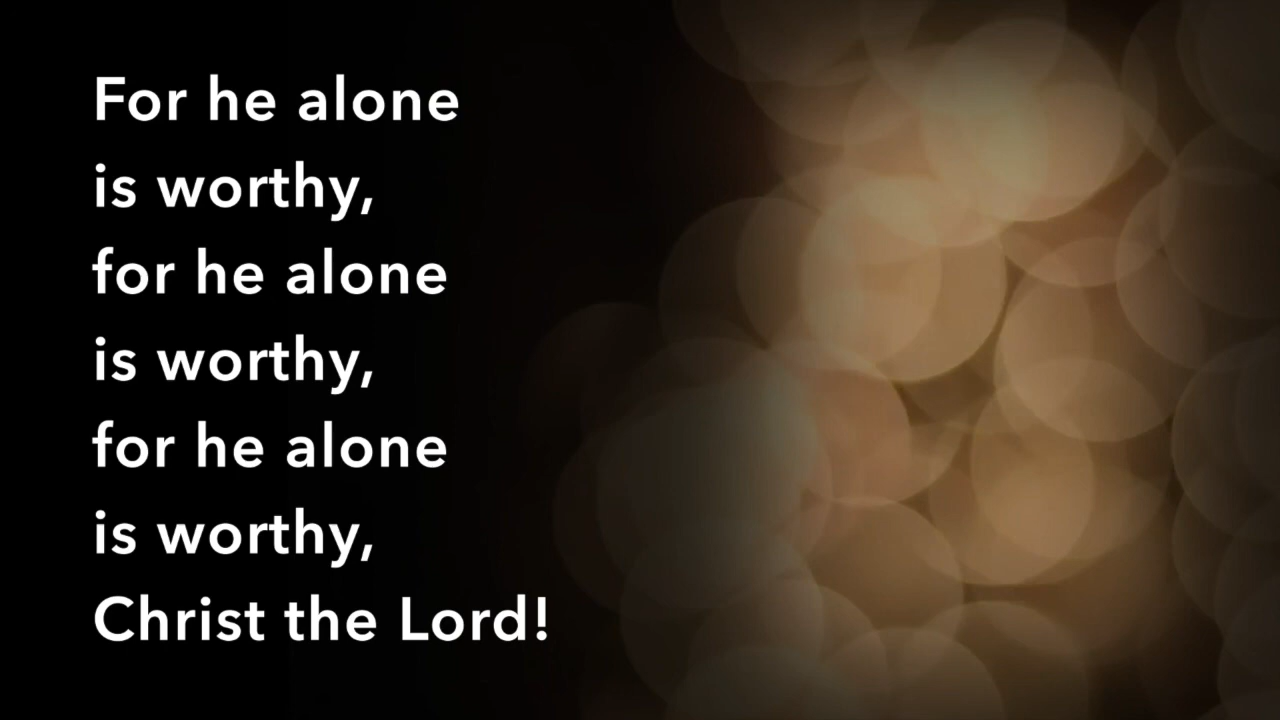 For he alone
is worthy,
for he alone
is worthy,
for he alone
is worthy,
Christ the Lord!